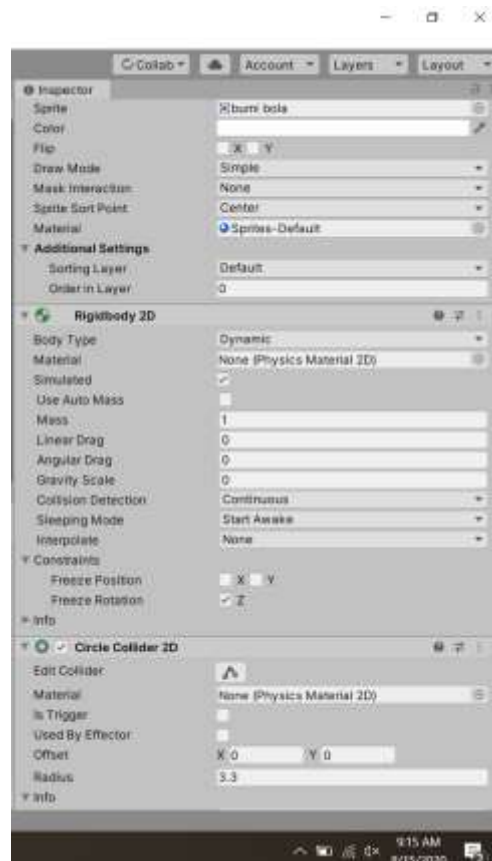 Collab Account Layers Layout
Inspector
Sprite bumi bola
Color
Flip X Y
Draw Mode Simple
Mask Interaction None
Sprite Sort Point Center
Material Sprites-Default
Additional Settings
Sorting Layer Default
Order in Layer 0
Rigidbody 2D
Body Type Dynamic
Material None (Physics Material 2D)
Simulated
Use Auto Mass
Mass 1
Linear Drag 0
Angular Drag 0
Gravity Scale 0
Collision Detection Continuous
Sleeping Mode Start Awake
Interpolate None
Constraints
Freeze Position X Y
Freeze Rotation Z
Info
Circle Collider 2D
Edit Collider
Material None (Physics Material 2D)
Is Trigger
Used By Effector
Offset X 0 Y 0
Radius 3.3
Info
9:15 AM